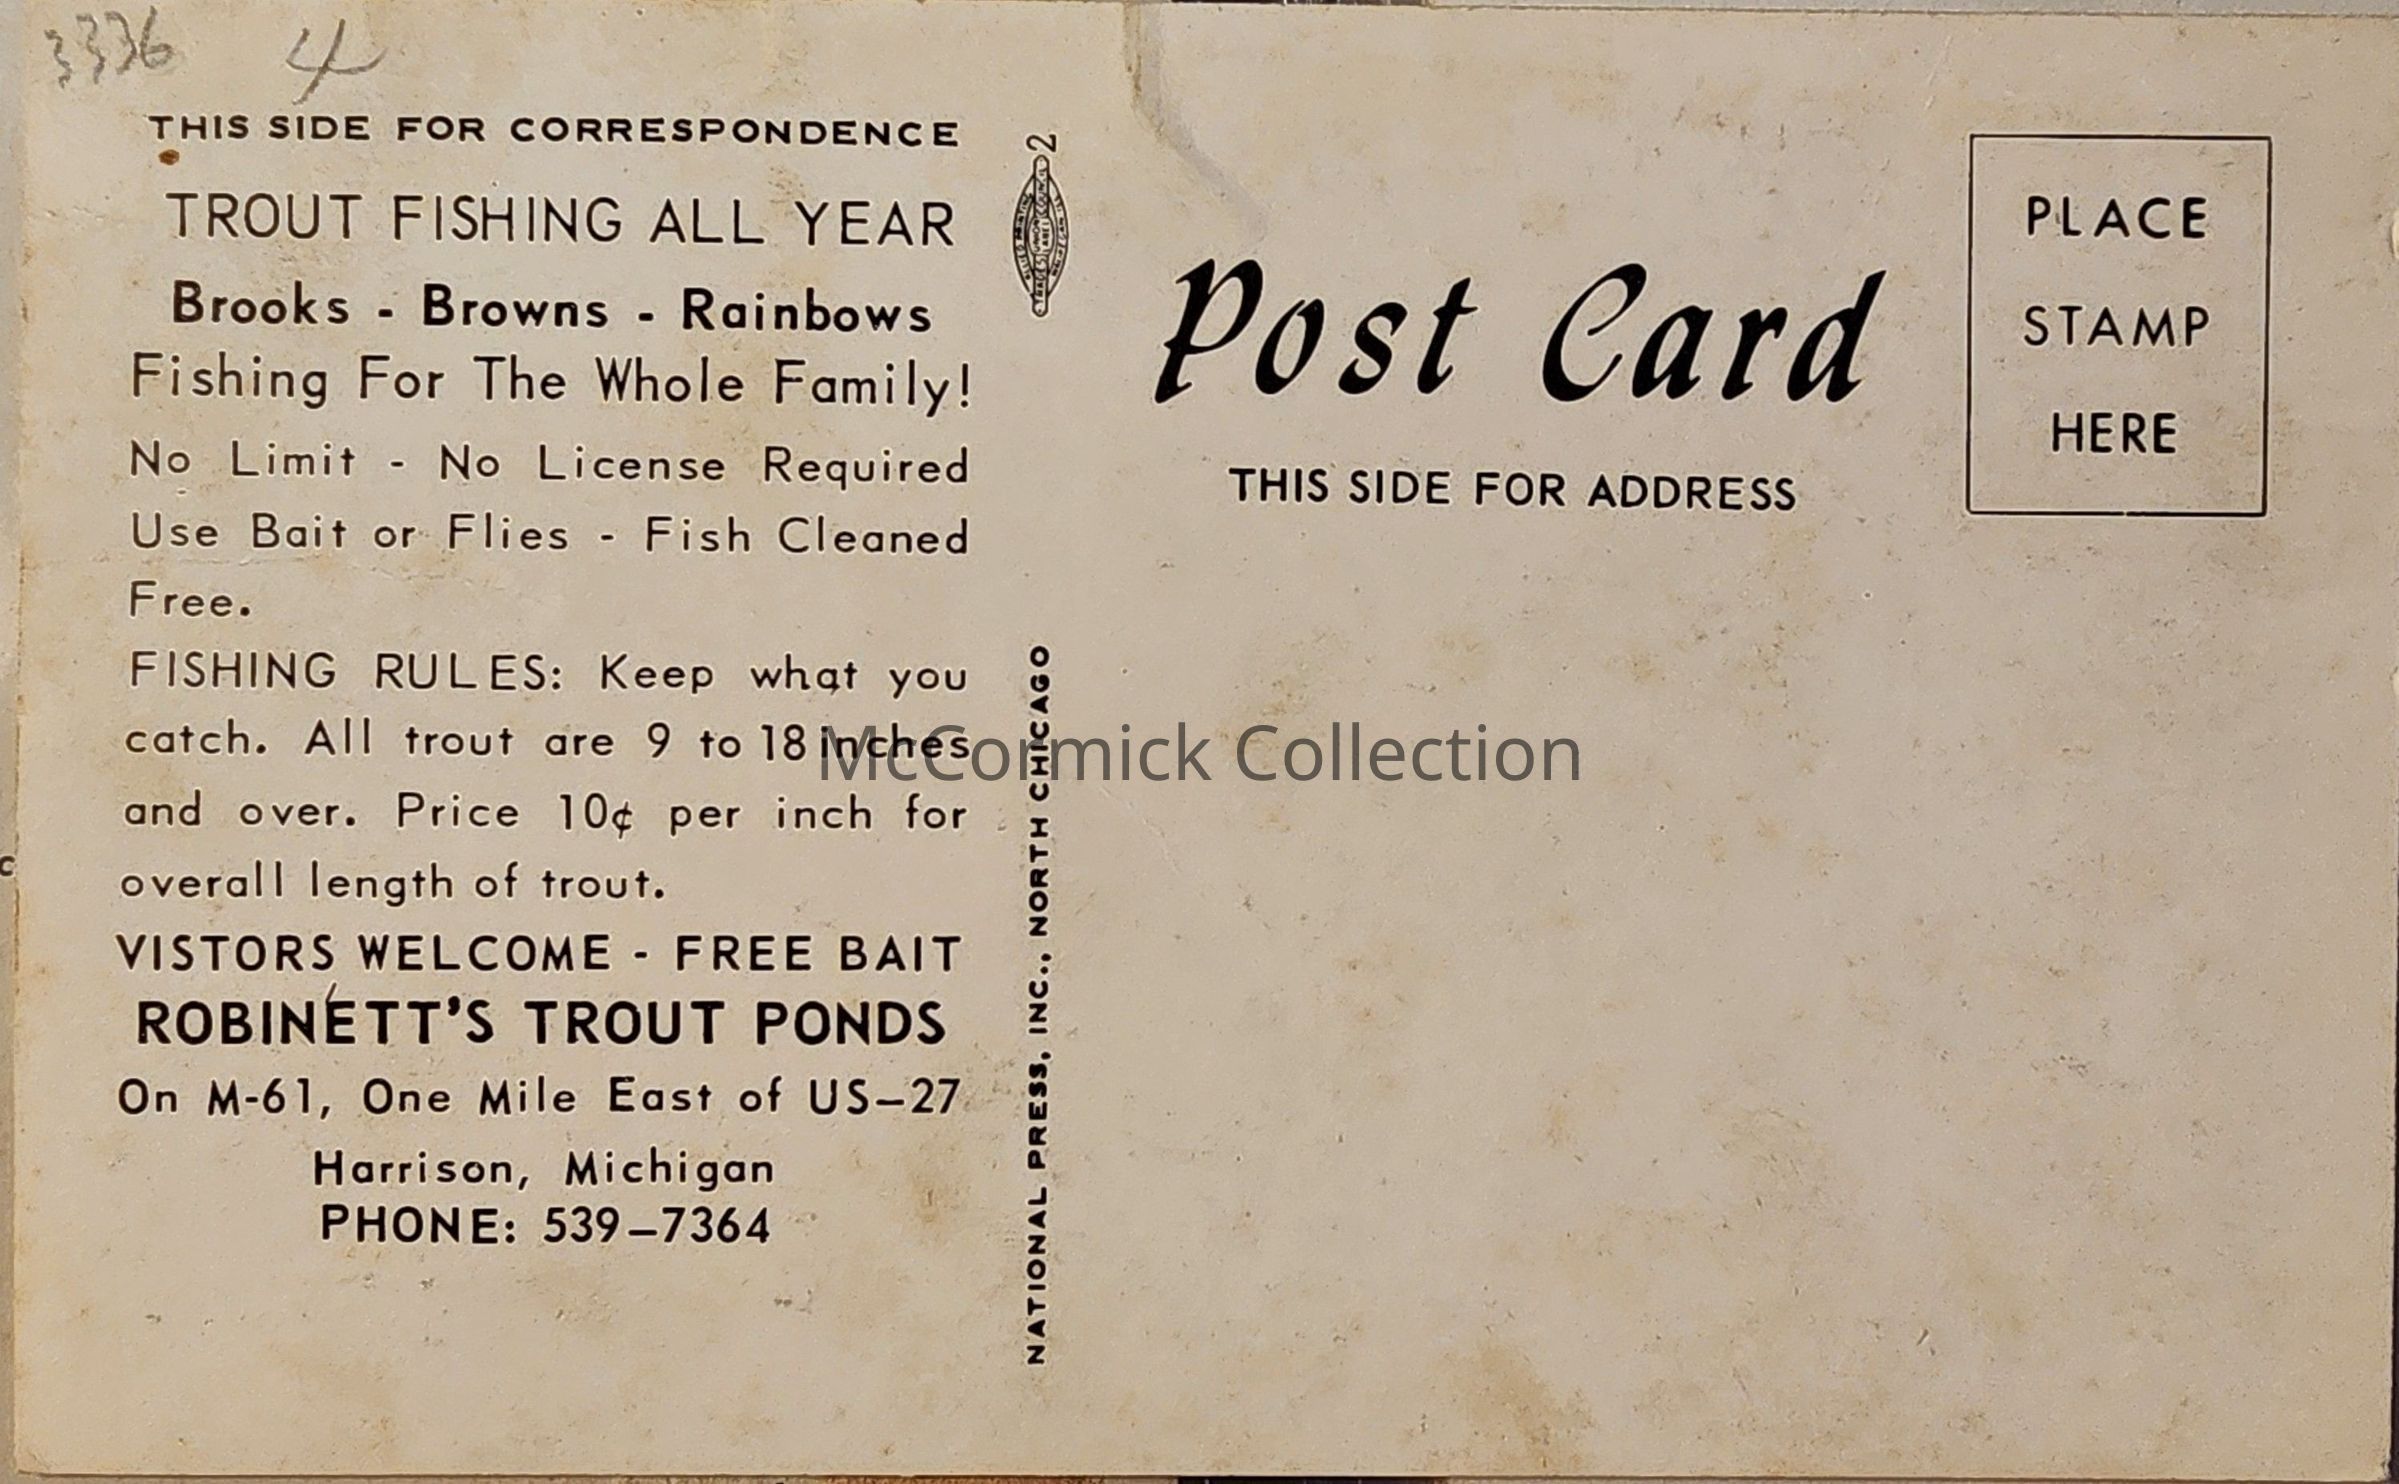 3336 4
THIS SIDE FOR CORRESPONDENCE
TROUT FISHING ALL YEAR
Brooks - Browns - Rainbows
Fishing For The Whole Family!
No Limit - No License Required
Use Bait or Flies - Fish Cleaned
Free.
FISHING RULES: Keep what you
catch. All trout are 9 to 18 inches
and over. Price 10¢ per inch for
overall length of trout.
VISTORS WELCOME - FREE BAIT
ROBINETT'S TROUT PONDS
On M-61, One Mile East of US-27
Harrison, Michigan
PHONE: 539-7364
2
TRADES UNION LABEL COUNCIL
NATIONAL PRESS, INC., NORTH CHICAGO
Post Card
THIS SIDE FOR ADDRESS
PLACE
STAMP
HERE
McCormick Collection